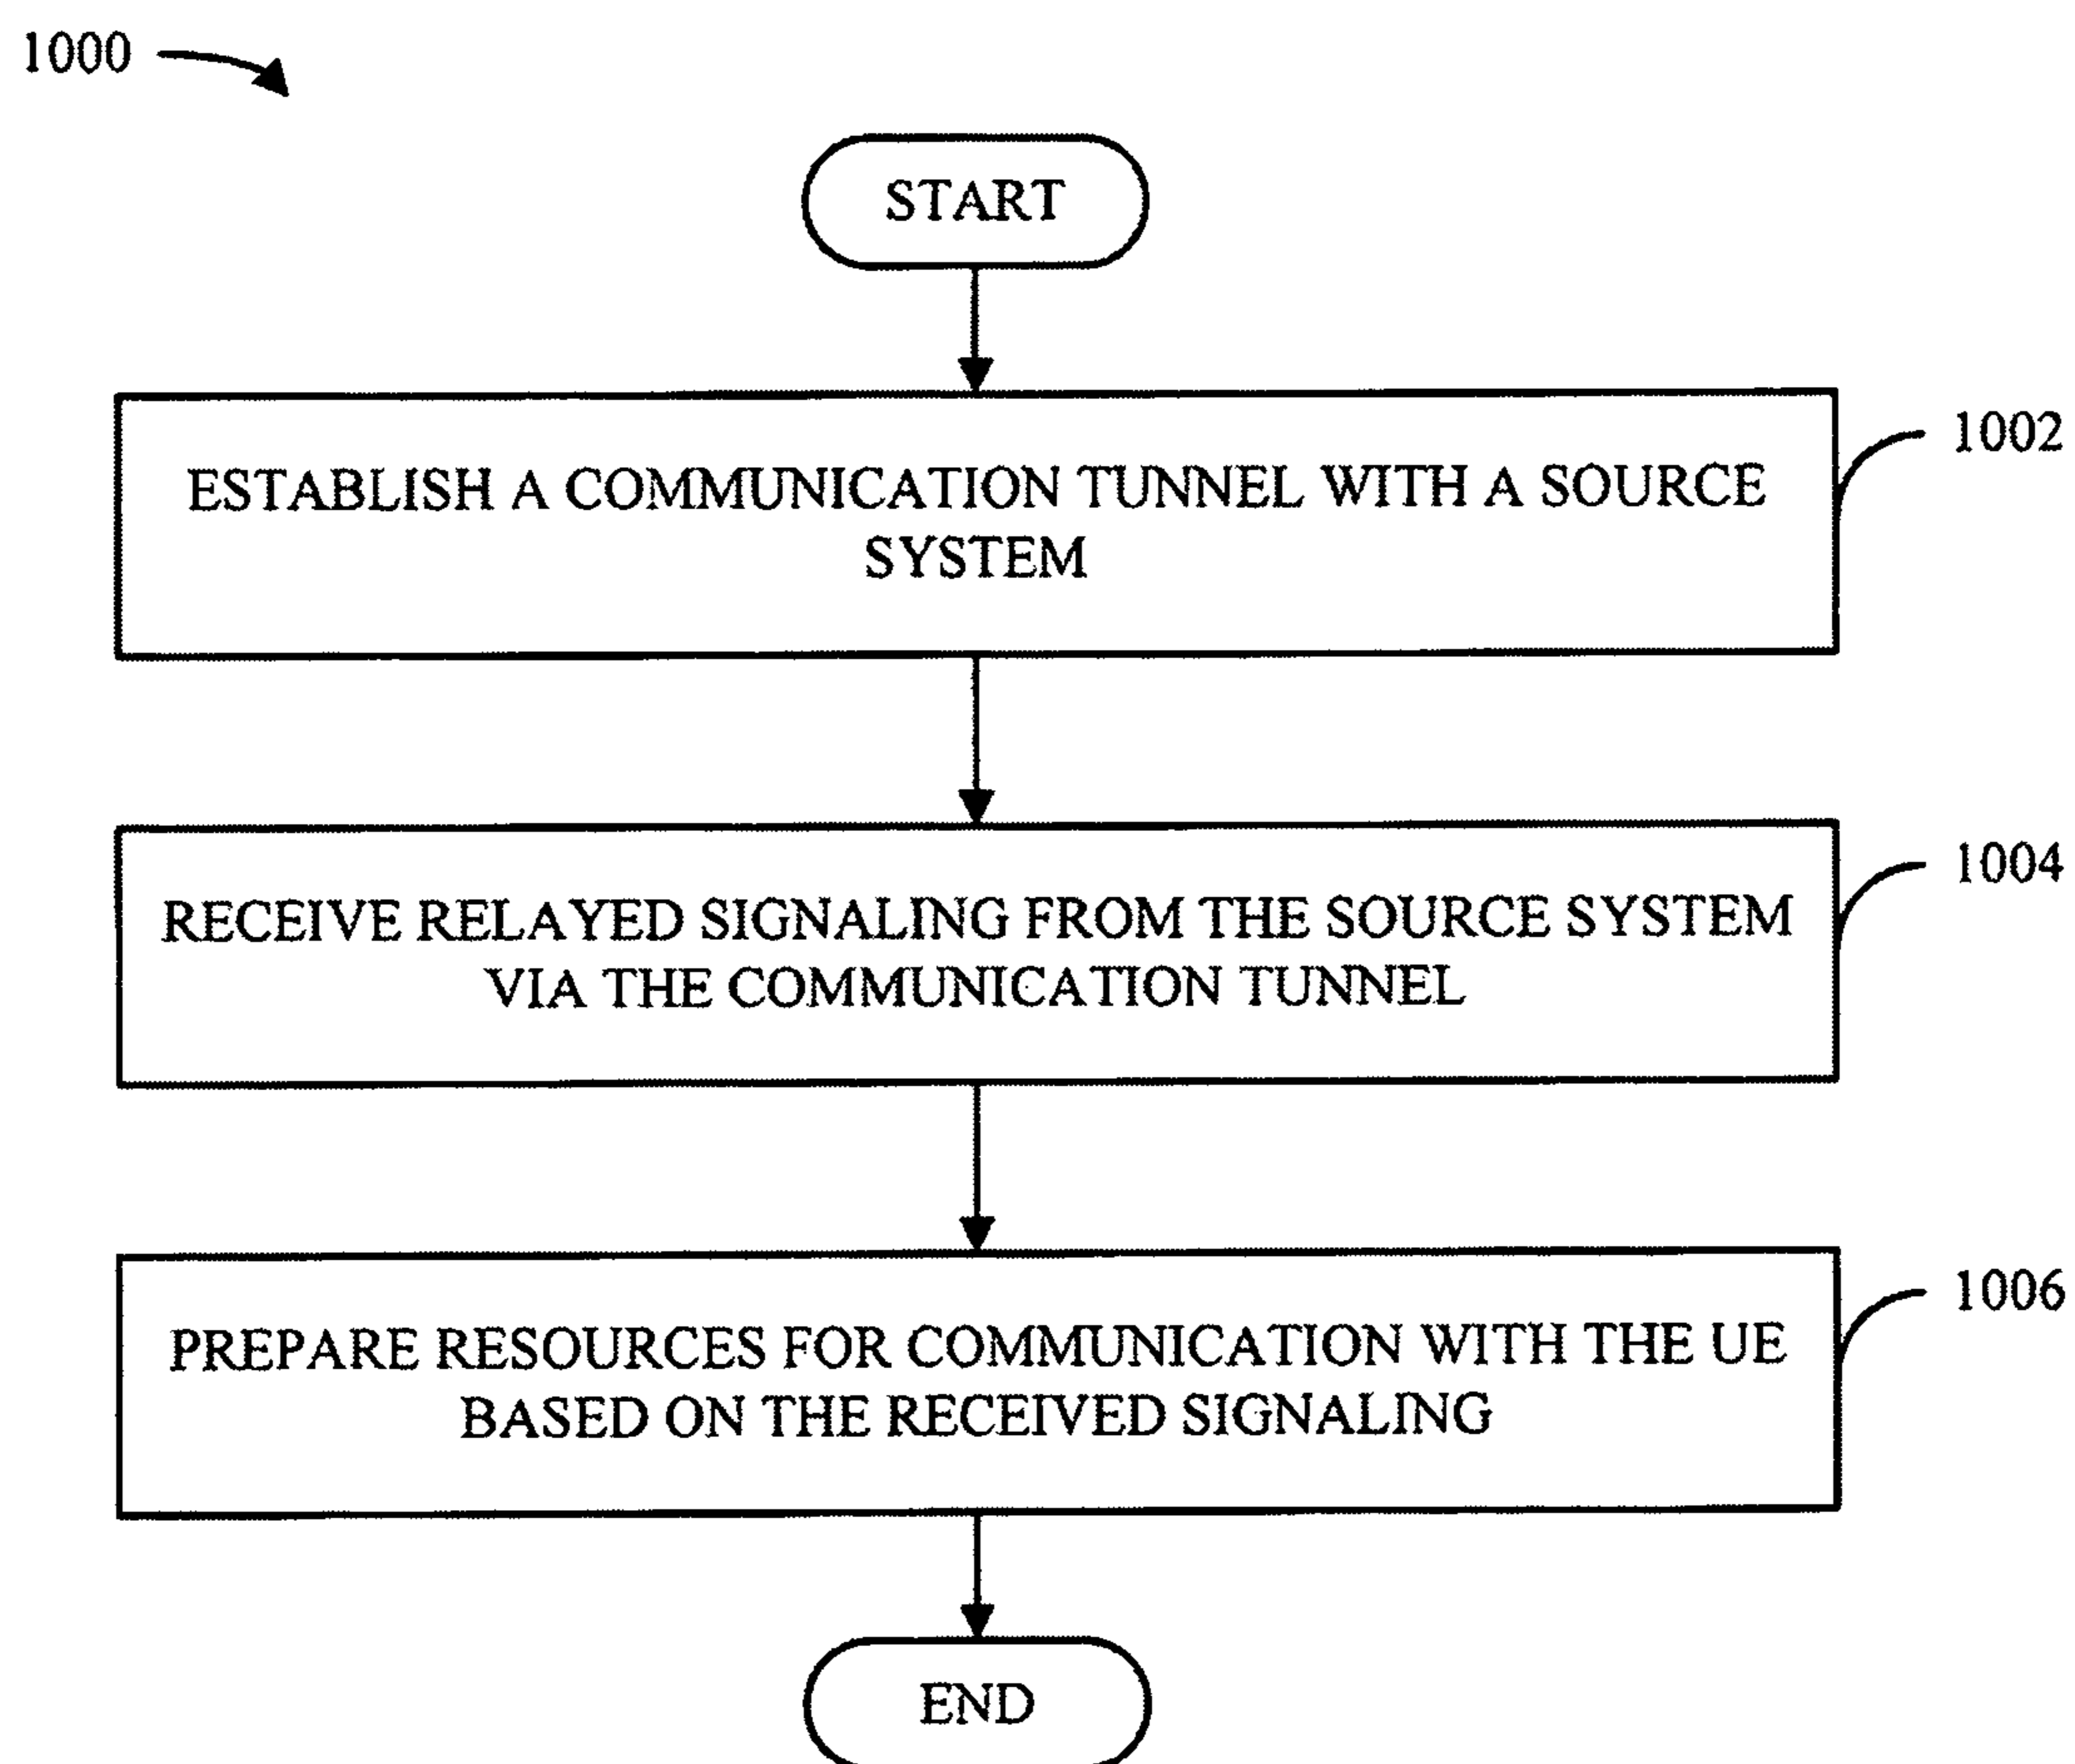 1000
START
ESTABLISH A COMMUNICATION TUNNEL WITH A SOURCE
SYSTEM
1002
RECEIVE RELAYED SIGNALING FROM THE SOURCE SYSTEM
VIA THE COMMUNICATION TUNNEL
1004
PREPARE RESOURCES FOR COMMUNICATION WITH THE UE
BASED ON THE RECEIVED SIGNALING
1006
END